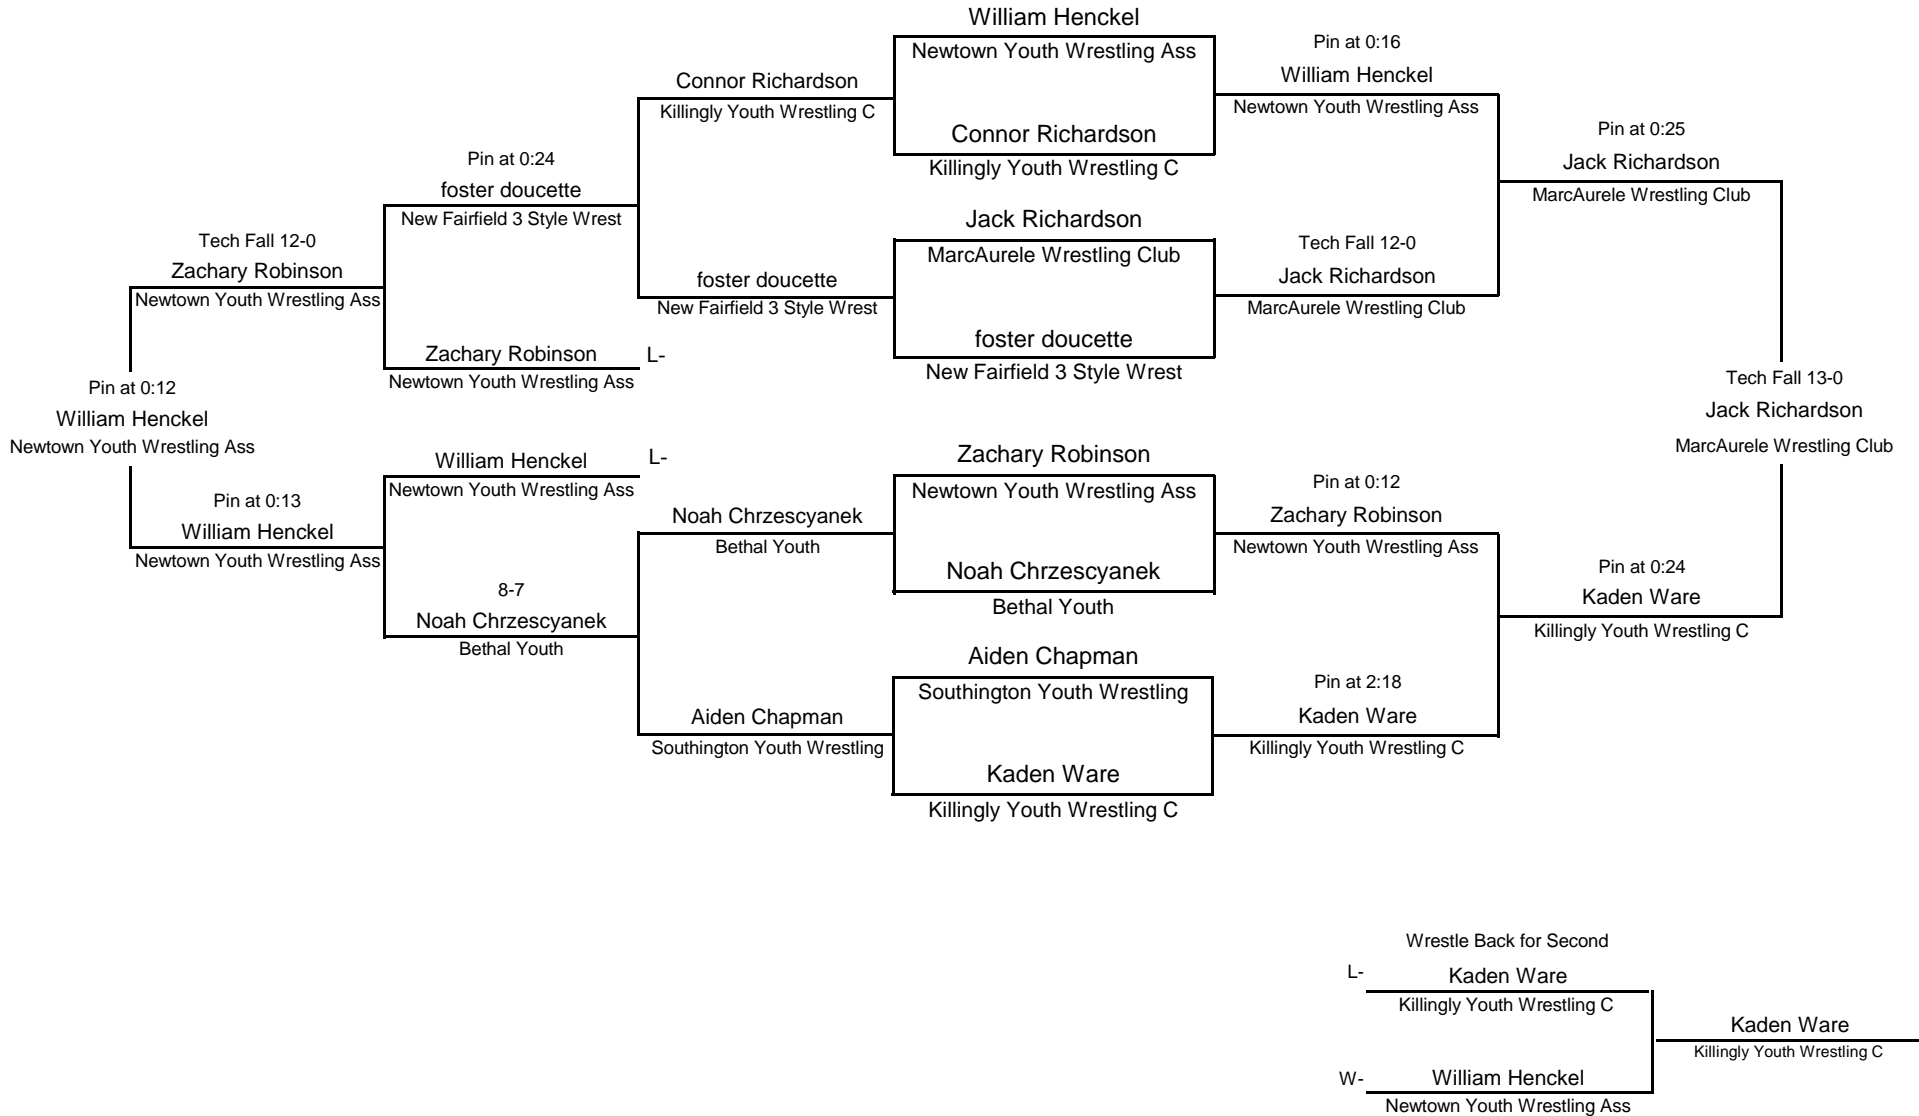 William Henckel
Newtown Youth Wrestling Ass
Pin at 0:16
Connor Richardson
William Henckel
Killingly Youth Wrestling C
Newtown Youth Wrestling Ass
Connor Richardson
Pin at 0:25
Pin at 0:24
Killingly Youth Wrestling C
Jack Richardson
foster doucette
MarcAurele Wrestling Club
New Fairfield 3 Style Wrest
Jack Richardson
Tech Fall 12-0
MarcAurele Wrestling Club
Tech Fall 12-0
Zachary Robinson
foster doucette
Jack Richardson
Newtown Youth Wrestling Ass
New Fairfield 3 Style Wrest
MarcAurele Wrestling Club
foster doucette
Zachary Robinson L-
New Fairfield 3 Style Wrest
Newtown Youth Wrestling Ass
Pin at 0:12
Tech Fall 13-0
William Henckel
Jack Richardson
Newtown Youth Wrestling Ass
MarcAurele Wrestling Club
Zachary Robinson
William Henckel L-
Newtown Youth Wrestling Ass
Newtown Youth Wrestling Ass
Pin at 0:12
Pin at 0:13
Noah Chrzescyanek
Zachary Robinson
William Henckel
Bethal Youth
Newtown Youth Wrestling Ass
Newtown Youth Wrestling Ass
Noah Chrzescyanek
Pin at 0:24
8-7
Bethal Youth
Kaden Ware
Noah Chrzescyanek
Killingly Youth Wrestling C
Bethal Youth
Aiden Chapman
Southington Youth Wrestling
Pin at 2:18
Aiden Chapman
Kaden Ware
Southington Youth Wrestling
Killingly Youth Wrestling C
Kaden Ware
Killingly Youth Wrestling C
Wrestle Back for Second
L- Kaden Ware
Killingly Youth Wrestling C
Kaden Ware
Killingly Youth Wrestling C
W- William Henckel
Newtown Youth Wrestling Ass